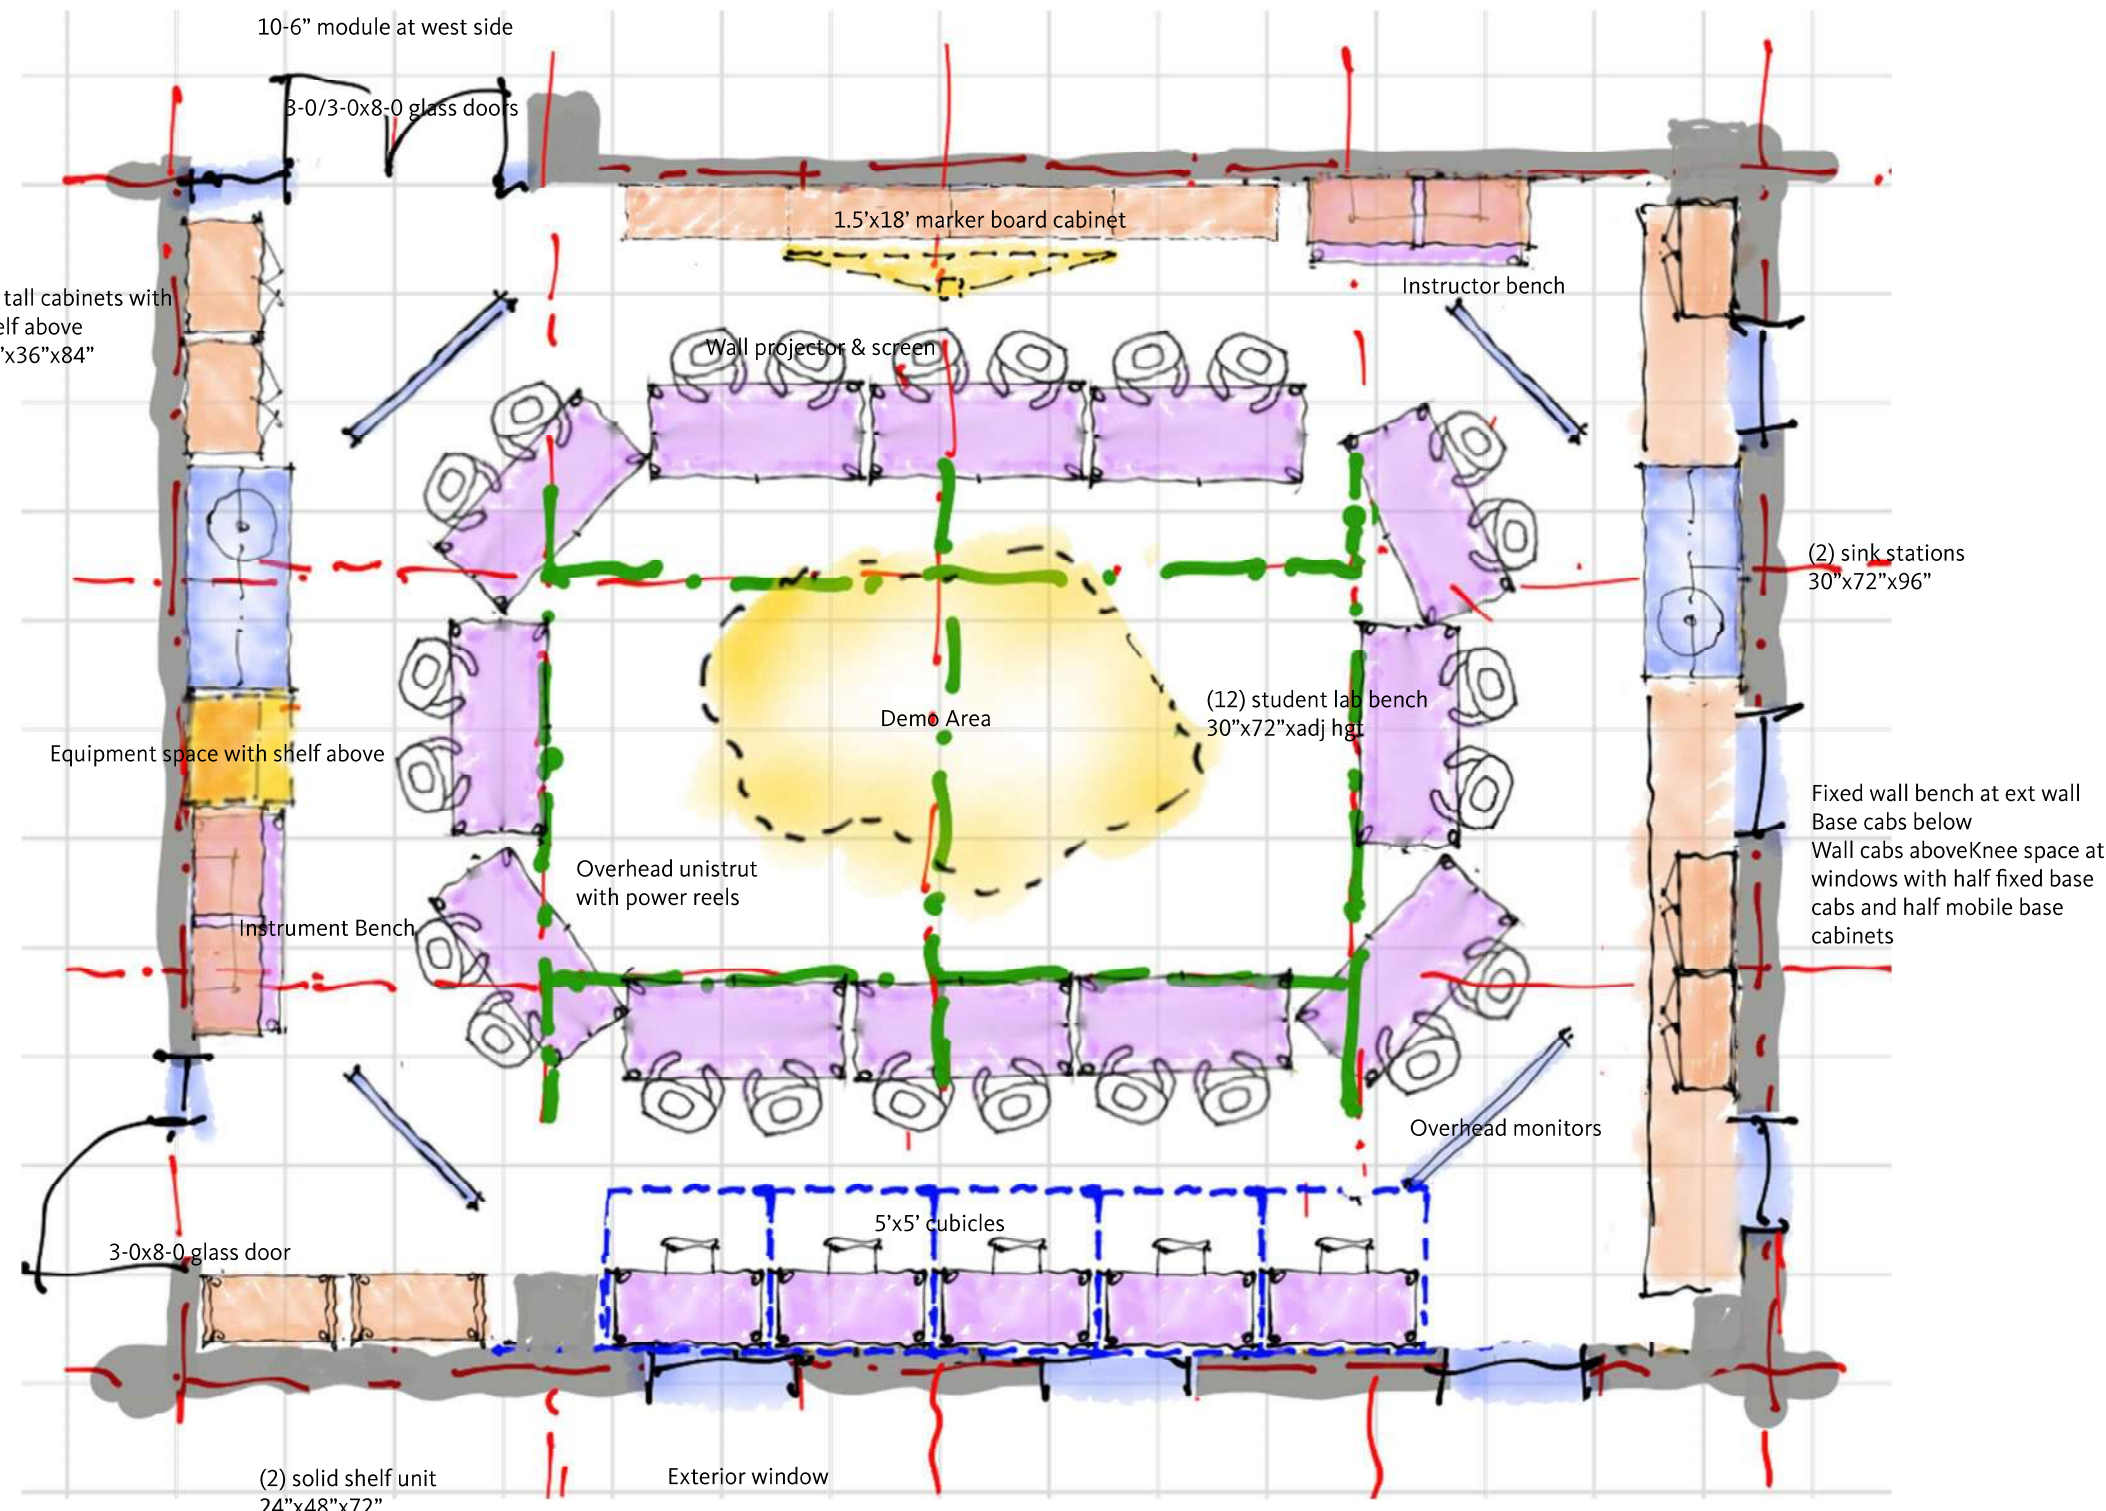 10-6” module at west side
3-0/3-0x8-0 glass doors
1.5’x18’ marker board cabinet
Instructor bench
tall cabinets with
elf above
”x36”x84”
Wall projector & screen
(2) sink stations
30”x72”x96”
Demo Area
(12) student lab bench
30”x72”xadj hgt
Equipment space with shelf above
Fixed wall bench at ext wall
Base cabs below
Wall cabs aboveKnee space at
windows with half fixed base
cabs and half mobile base
cabinets
Overhead unistrut
with power reels
Instrument Bench
Overhead monitors
5’x5’ cubicles
3-0x8-0 glass door
(2) solid shelf unit
24”x48”x72”
Exterior window